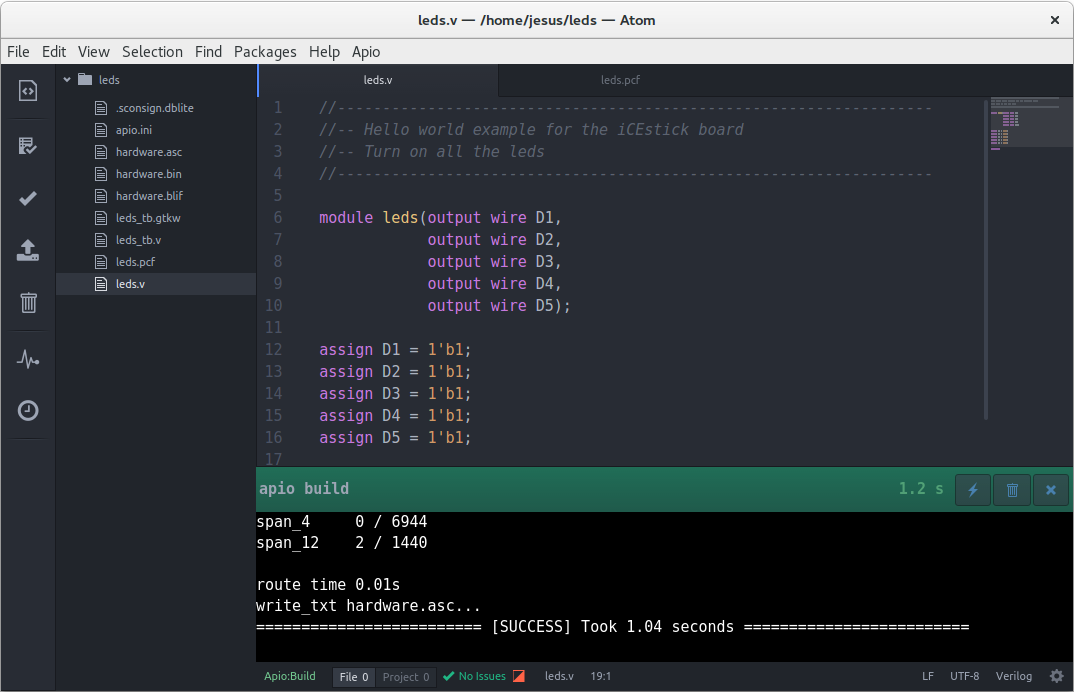 leds.v — /home/jesus/leds — Atom
File Edit View Selection Find Packages Help Apio
leds
.sconsign.dblite
apio.ini
hardware.asc
hardware.bin
hardware.blif
leds_tb.gtkw
leds_tb.v
leds.pcf
leds.v
leds.v leds.pcf
1 //------------------------------------------------------------------
2 //-- Hello world example for the iCEstick board
3 //-- Turn on all the leds
4 //------------------------------------------------------------------
5
6 module leds(output wire D1,
7             output wire D2,
8             output wire D3,
9             output wire D4,
10             output wire D5);
11
12 assign D1 = 1'b1;
13 assign D2 = 1'b1;
14 assign D3 = 1'b1;
15 assign D4 = 1'b1;
16 assign D5 = 1'b1;
17
apio build 1.2 s
span_4     0 / 6944
span_12    2 / 1440
route time 0.01s
write_txt hardware.asc...
========================= [SUCCESS] Took 1.04 seconds =========================
Apio:Build File 0 Project 0 No Issues leds.v 19:1 LF UTF-8 Verilog